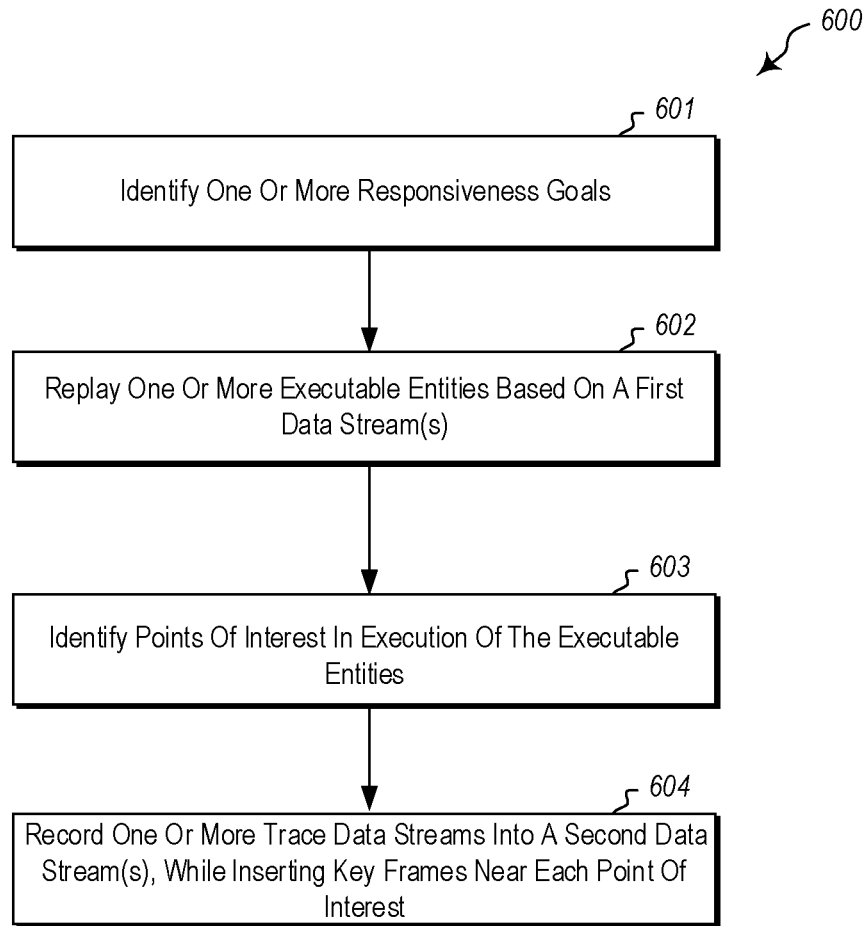 600
601
Identify One Or More Responsiveness Goals
602
Replay One Or More Executable Entities Based On A First
Data Stream(s)
603
Identify Points Of Interest In Execution Of The Executable
Entities
604
Record One Or More Trace Data Streams Into A Second Data
Stream(s), While Inserting Key Frames Near Each Point Of
Interest